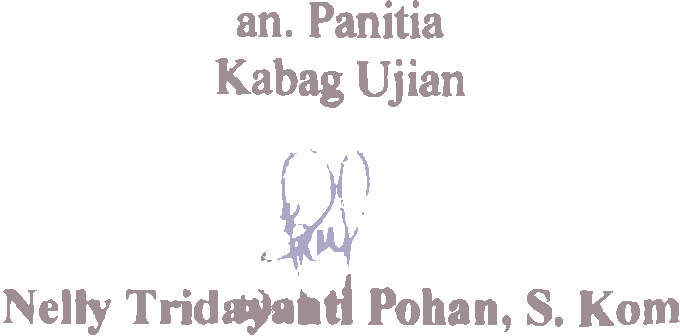 an. Panitia
Kabag Ujian
Nelly Tridayanti Pohan, S. Kom